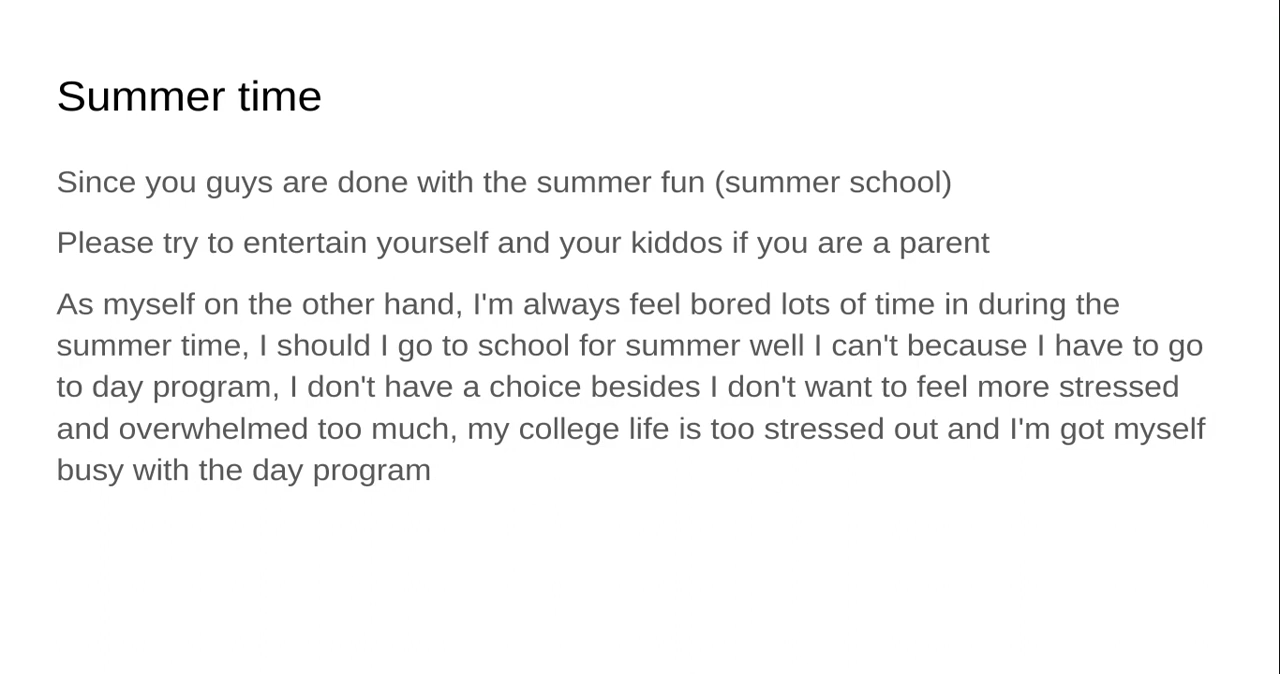 Summer time
Since you guys are done with the summer fun (summer school)
Please try to entertain yourself and your kiddos if you are a parent
As myself on the other hand, I'm always feel bored lots of time in during the
summer time, I should I go to school for summer well I can't because I have to go
to day program, I don't have a choice besides I don't want to feel more stressed
and overwhelmed too much, my college life is too stressed out and I'm got myself
busy with the day program